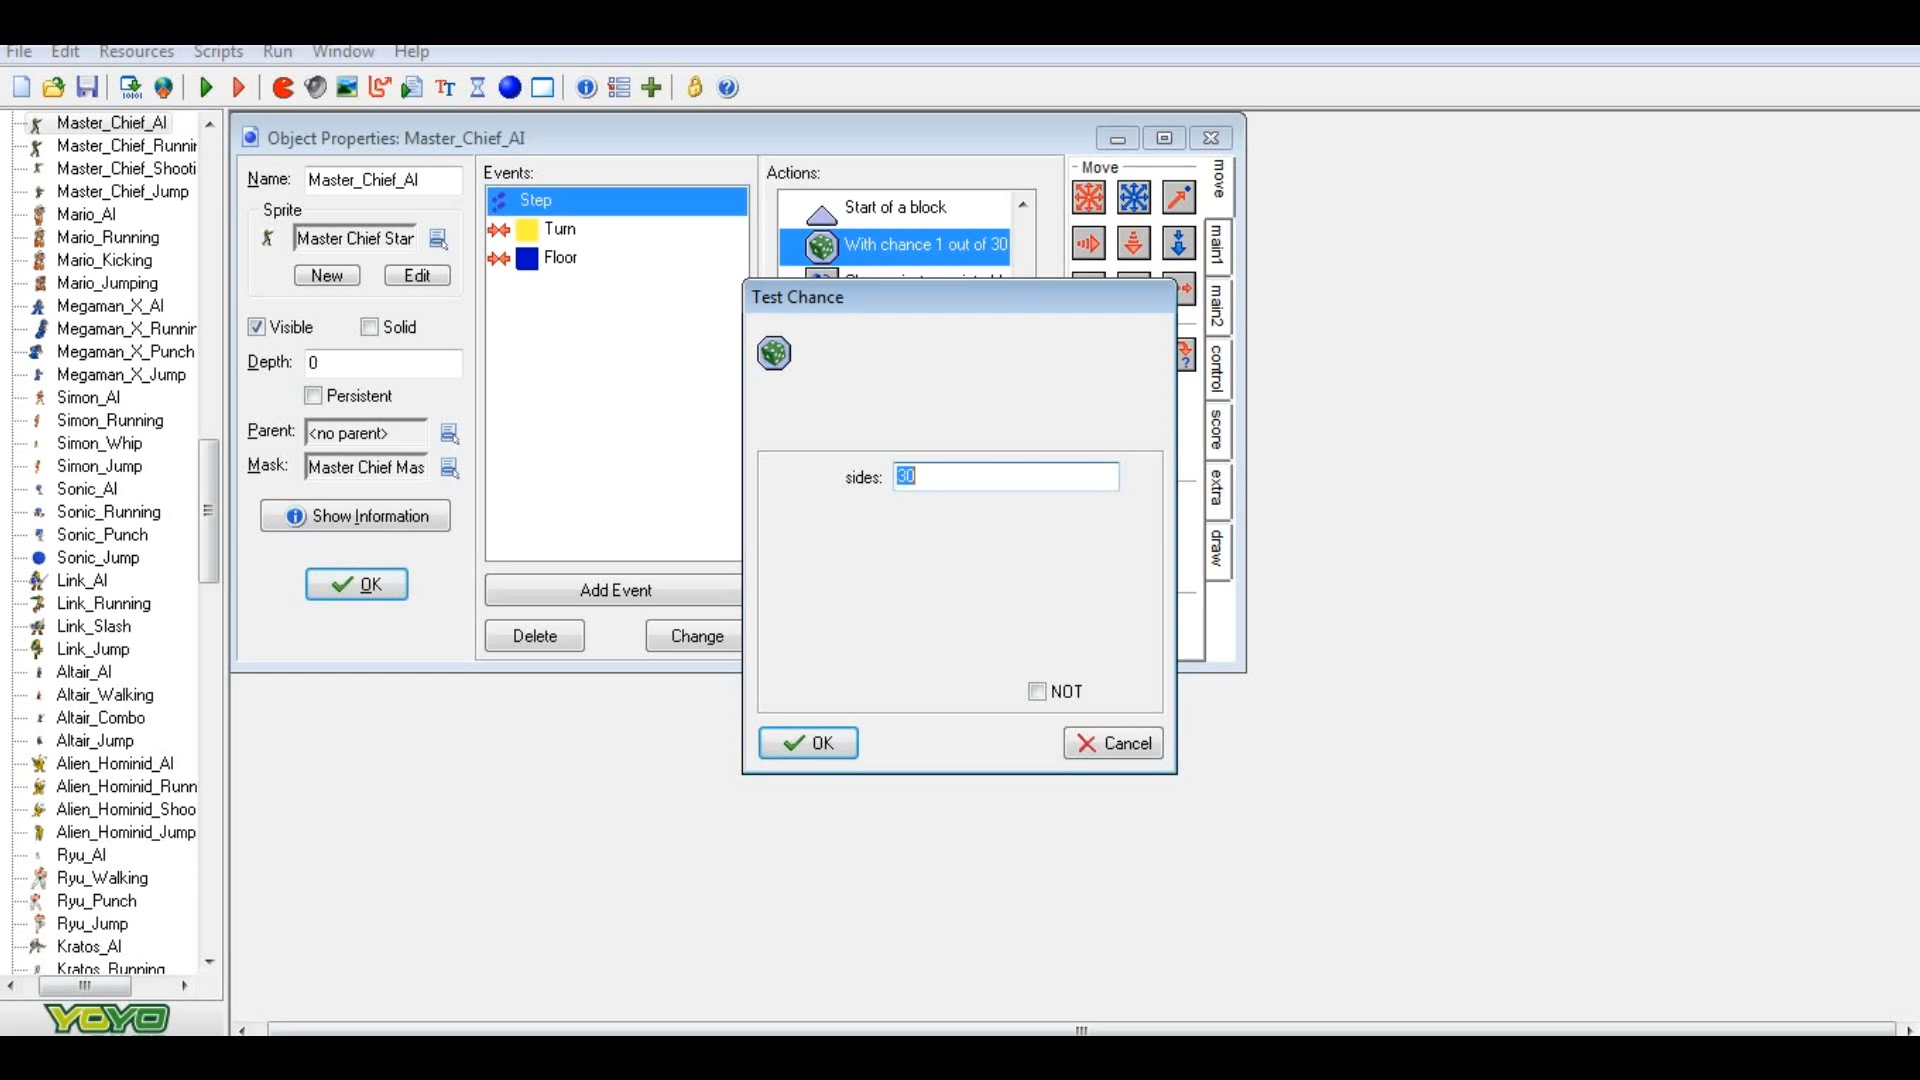 File Edit Resources Scripts Run Window Help
Master_Chief_AI
Master_Chief_Runnin
Master_Chief_Shooti
Master_Chief_Jump
Mario_AI
Mario_Running
Mario_Kicking
Mario_Jumping
Megaman_X_AI
Megaman_X_Runnir
Megaman_X_Punch
Megaman_X_Jump
Simon_AI
Simon_Running
Simon_Whip
Simon_Jump
Sonic_AI
Sonic_Running
Sonic_Punch
Sonic_Jump
Link_AI
Link_Running
Link_Slash
Link_Jump
Altair_AI
Altair_Walking
Altair_Combo
Altair_Jump
Alien_Hominid_AI
Alien_Hominid_Runn
Alien_Hominid_Shoo
Alien_Hominid_Jump
Ryu_AI
Ryu_Walking
Ryu_Punch
Ryu_Jump
Kratos_AI
Kratos_Running
YOYO
Object Properties: Master_Chief_AI
Name: Master_Chief_AI
Sprite
Master Chief Star
New Edit
Visible Solid
Depth: 0
Persistent
Parent: <no parent>
Mask: Master Chief Mas
Show Information
OK
Events:
Step
Turn
Floor
Add Event
Delete Change
Actions:
Start of a block
With chance 1 out of 30
Move
move
main1
main2
control
score
extra
draw
Test Chance
sides: 30
NOT
OK Cancel